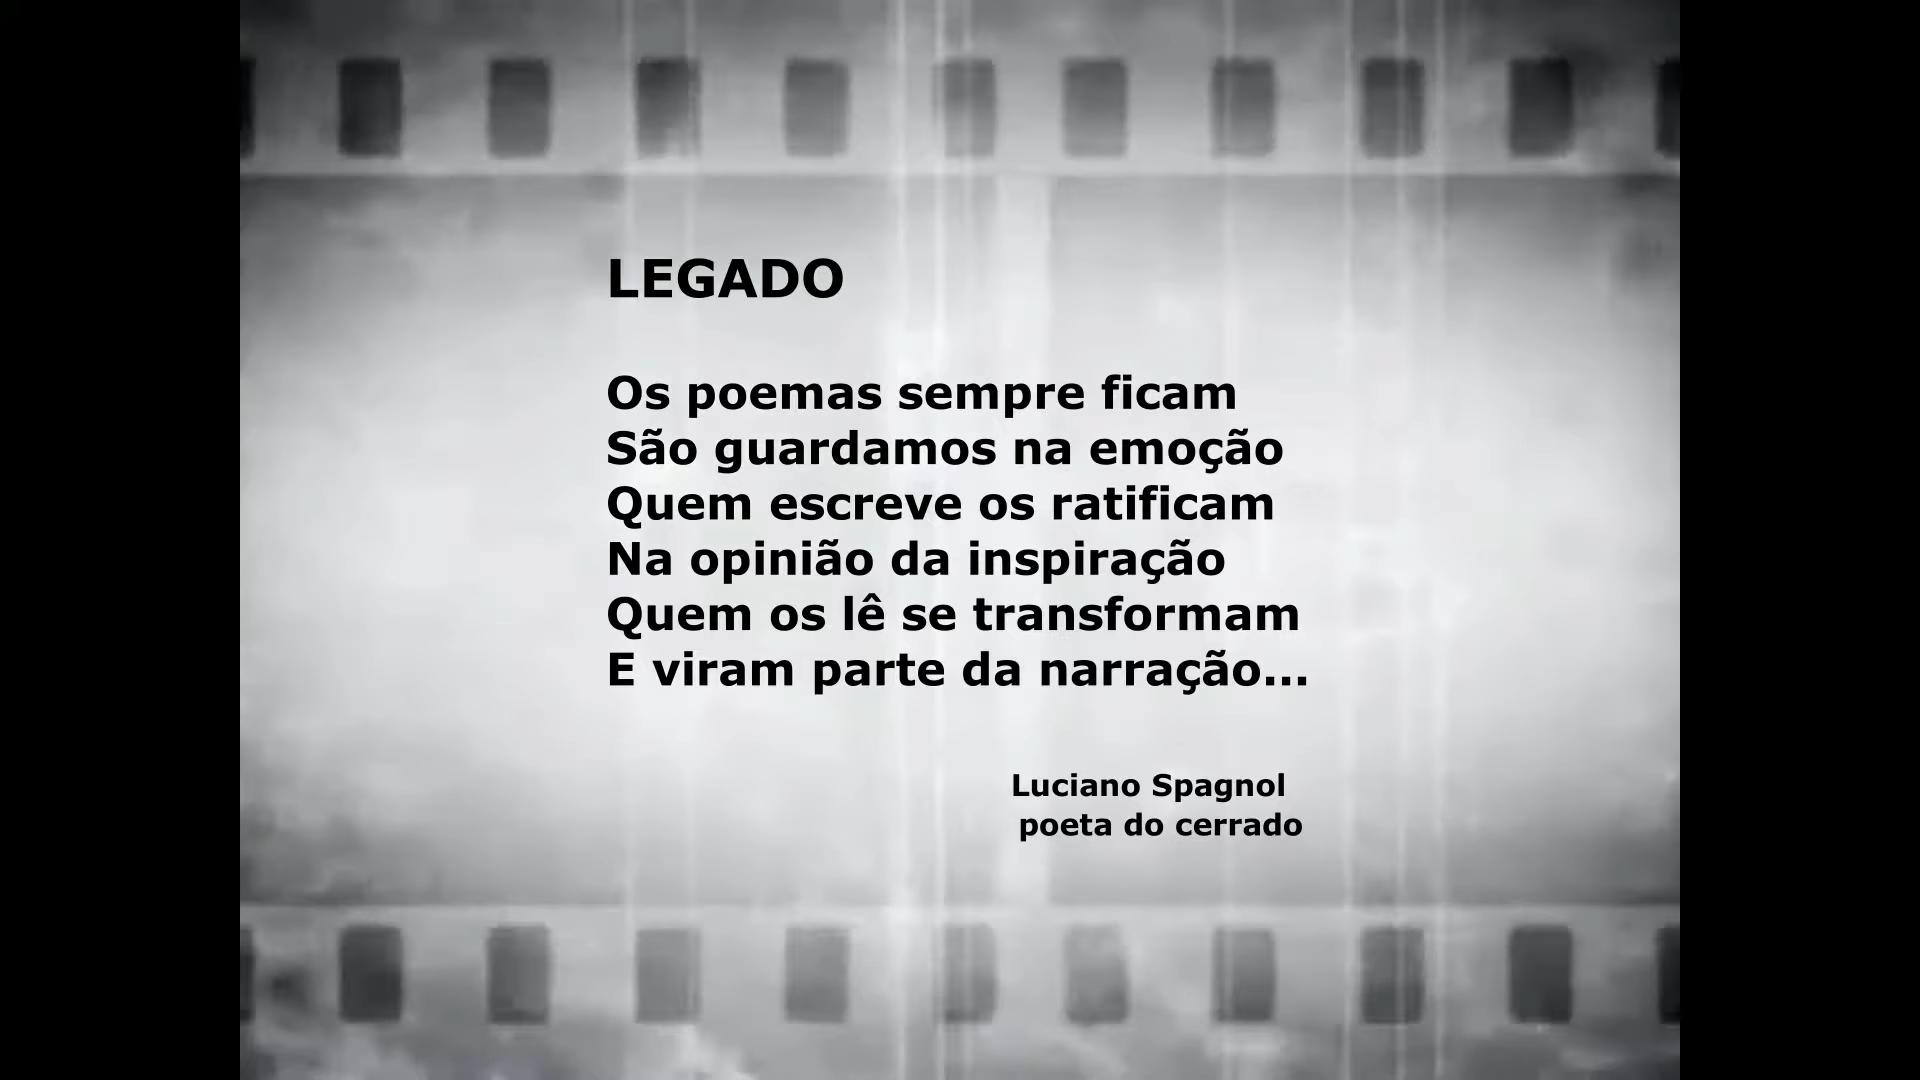 LEGADO
Os poemas sempre ficam
São guardamos na emoção
Quem escreve os ratificam
Na opinião da inspiração
Quem os lê se transformam
E viram parte da narração...
Luciano Spagnol
poeta do cerrado